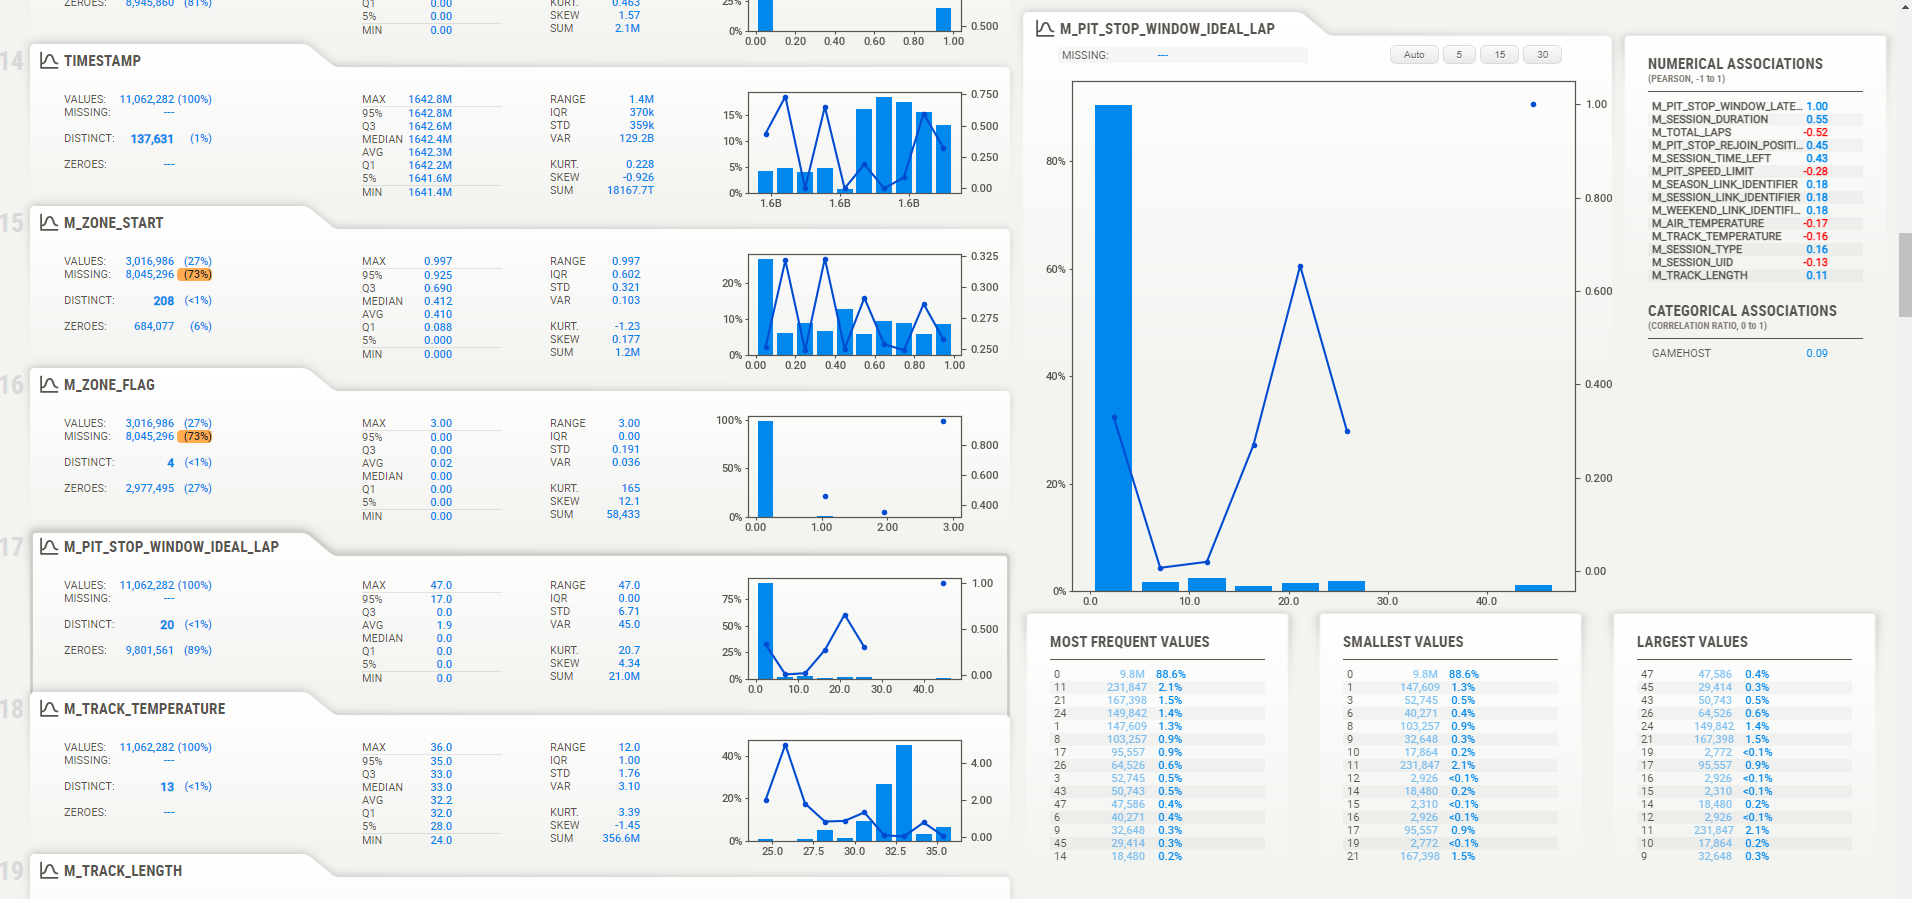 ZEROES: 8,945,860 (81%)
Q1 0.00
5% 0.00
MIN 0.00
KURT. 0.463
SKEW 1.57
SUM 2.1M
25%
0%
0.500
0.00 0.20 0.40 0.60 0.80 1.00
14 TIMESTAMP
VALUES: 11,062,282 (100%)
MISSING: ---
DISTINCT: 137,631 (1%)
ZEROES: ---
MAX 1642.8M
95% 1642.8M
Q3 1642.6M
MEDIAN 1642.4M
AVG 1642.3M
Q1 1642.2M
5% 1641.6M
MIN 1641.4M
RANGE 1.4M
IQR 370k
STD 359k
VAR 129.2B
KURT. 0.228
SKEW -0.926
SUM 18167.7T
15%
10%
5%
0%
0.750
0.500
0.250
0.00
1.6B 1.6B 1.6B
15 M_ZONE_START
VALUES: 3,016,986 (27%)
MISSING: 8,045,296 (73%)
DISTINCT: 208 (<1%)
ZEROES: 684,077 (6%)
MAX 0.997
95% 0.925
Q3 0.690
MEDIAN 0.412
AVG 0.410
Q1 0.088
5% 0.000
MIN 0.000
RANGE 0.997
IQR 0.602
STD 0.321
VAR 0.103
KURT. -1.23
SKEW 0.177
SUM 1.2M
20%
10%
0%
0.325
0.300
0.275
0.250
0.00 0.20 0.40 0.60 0.80 1.00
16 M_ZONE_FLAG
VALUES: 3,016,986 (27%)
MISSING: 8,045,296 (73%)
DISTINCT: 4 (<1%)
ZEROES: 2,977,495 (27%)
MAX 3.00
95% 0.00
Q3 0.00
AVG 0.02
MEDIAN 0.00
Q1 0.00
5% 0.00
MIN 0.00
RANGE 3.00
IQR 0.00
STD 0.191
VAR 0.036
KURT. 165
SKEW 12.1
SUM 58,433
100%
50%
0%
0.800
0.600
0.400
0.00 1.00 2.00 3.00
17 M_PIT_STOP_WINDOW_IDEAL_LAP
VALUES: 11,062,282 (100%)
MISSING: ---
DISTINCT: 20 (<1%)
ZEROES: 9,801,561 (89%)
MAX 47.0
95% 17.0
Q3 0.0
AVG 1.9
MEDIAN 0.0
Q1 0.0
5% 0.0
MIN 0.0
RANGE 47.0
IQR 0.00
STD 6.71
VAR 45.0
KURT. 20.7
SKEW 4.34
SUM 21.0M
75%
50%
25%
0%
1.00
0.500
0.00
0.0 10.0 20.0 30.0 40.0
18 M_TRACK_TEMPERATURE
VALUES: 11,062,282 (100%)
MISSING: ---
DISTINCT: 13 (<1%)
ZEROES: ---
MAX 36.0
95% 35.0
Q3 33.0
MEDIAN 33.0
AVG 32.2
Q1 32.0
5% 28.0
MIN 24.0
RANGE 12.0
IQR 1.00
STD 1.76
VAR 3.10
KURT. 3.39
SKEW -1.45
SUM 356.6M
40%
20%
0%
4.00
2.00
0.00
25.0 27.5 30.0 32.5 35.0
19 M_TRACK_LENGTH
M_PIT_STOP_WINDOW_IDEAL_LAP
MISSING: ---
Auto 5 15 30
80%
60%
40%
20%
0%
1.00
0.800
0.600
0.400
0.200
0.00
0.0 10.0 20.0 30.0 40.0
NUMERICAL ASSOCIATIONS
(PEARSON, -1 to 1)
M_PIT_STOP_WINDOW_LATE... 1.00
M_SESSION_DURATION 0.55
M_TOTAL_LAPS -0.52
M_PIT_STOP_REJOIN_POSITI... 0.45
M_SESSION_TIME_LEFT 0.43
M_PIT_SPEED_LIMIT -0.28
M_SEASON_LINK_IDENTIFIER 0.18
M_SESSION_LINK_IDENTIFIER 0.18
M_WEEKEND_LINK_IDENTIFI... 0.18
M_AIR_TEMPERATURE -0.17
M_TRACK_TEMPERATURE -0.16
M_SESSION_TYPE 0.16
M_SESSION_UID -0.13
M_TRACK_LENGTH 0.11
CATEGORICAL ASSOCIATIONS
(CORRELATION RATIO, 0 to 1)
GAMEHOST 0.09
MOST FREQUENT VALUES
0 9.8M 88.6%
11 231,847 2.1%
21 167,398 1.5%
24 149,842 1.4%
1 147,609 1.3%
8 103,257 0.9%
17 95,557 0.9%
26 64,526 0.6%
3 52,745 0.5%
43 50,743 0.5%
47 47,586 0.4%
6 40,271 0.4%
9 32,648 0.3%
45 29,414 0.3%
14 18,480 0.2%
SMALLEST VALUES
0 9.8M 88.6%
1 147,609 1.3%
3 52,745 0.5%
6 40,271 0.4%
8 103,257 0.9%
9 32,648 0.3%
10 17,864 0.2%
11 231,847 2.1%
12 2,926 <0.1%
14 18,480 0.2%
15 2,310 <0.1%
16 2,926 <0.1%
17 95,557 0.9%
19 2,772 <0.1%
21 167,398 1.5%
LARGEST VALUES
47 47,586 0.4%
45 29,414 0.3%
43 50,743 0.5%
26 64,526 0.6%
24 149,842 1.4%
21 167,398 1.5%
19 2,772 <0.1%
17 95,557 0.9%
16 2,926 <0.1%
15 2,310 <0.1%
14 18,480 0.2%
12 2,926 <0.1%
11 231,847 2.1%
10 17,864 0.2%
9 32,648 0.3%